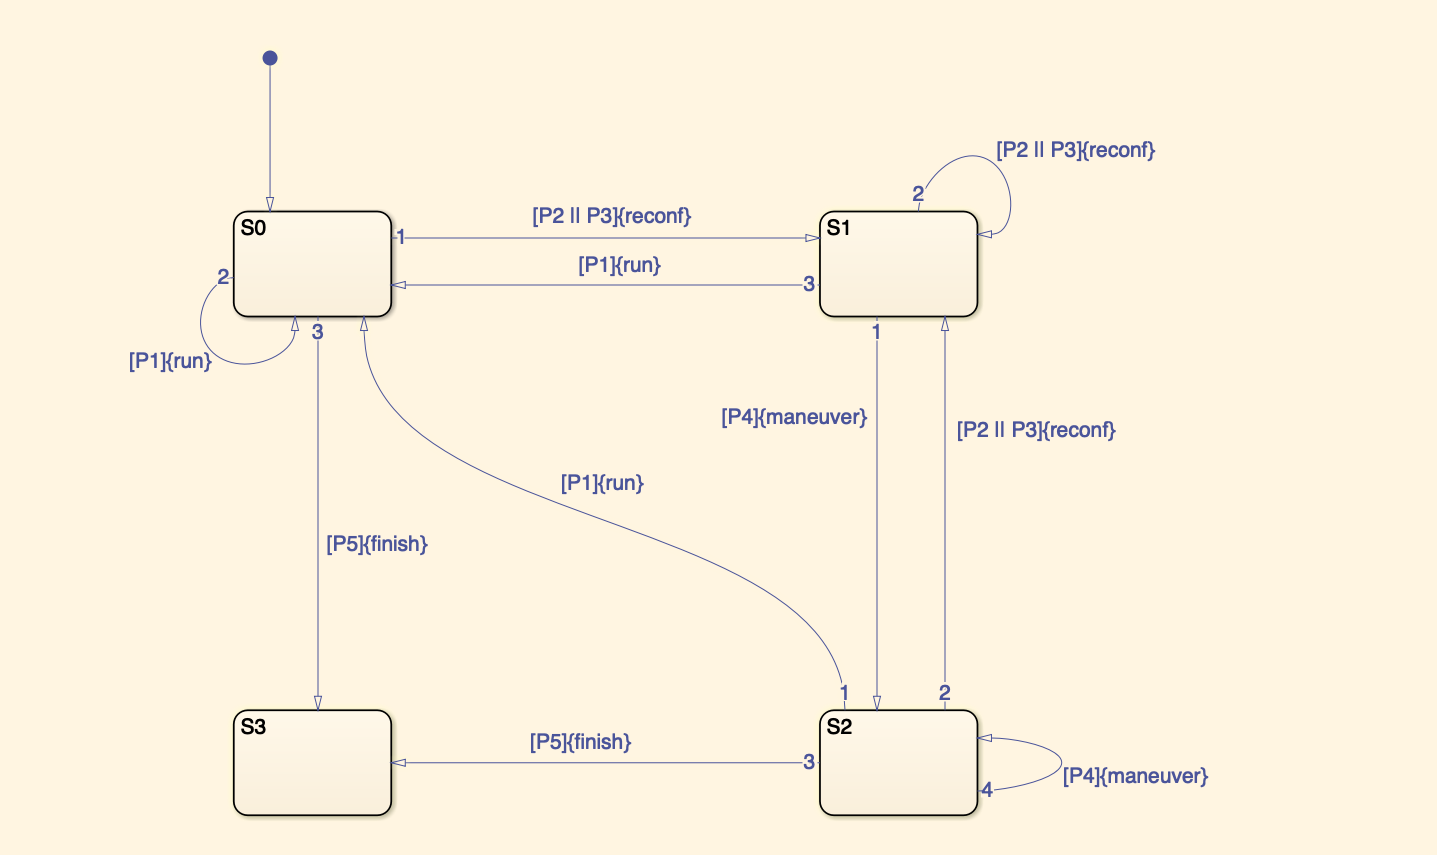 [P2 || P3]{reconf}
2
S0
[P2 || P3]{reconf}
S1
1
[P1]{run}
2
3
3
1
[P1]{run}
[P4]{maneuver}
[P2 || P3]{reconf}
[P1]{run}
[P5]{finish}
1
2
S3
S2
[P5]{finish}
3
[P4]{maneuver}
4